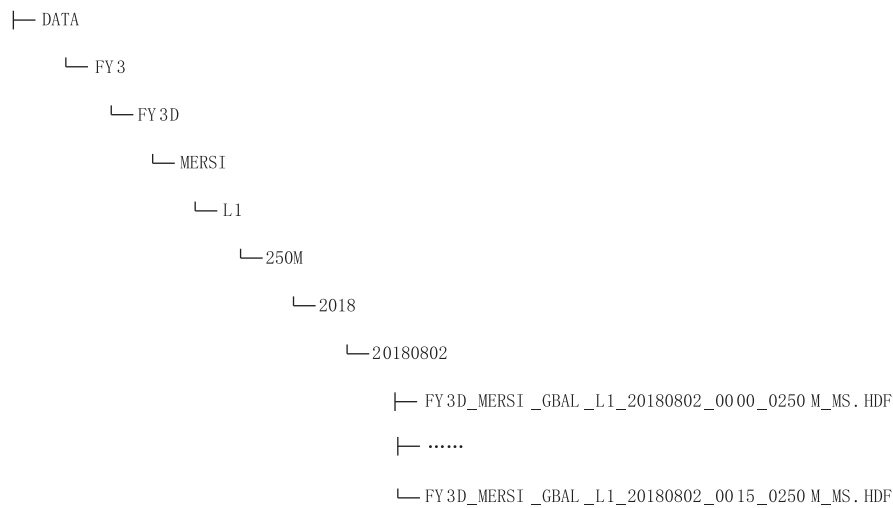 ├── DATA
└── FY3
└── FY3D
└── MERSI
└── L1
└──250M
└──2018
└──20180802
├── FY3D_MERSI_GBAL_L1_20180802_0000_0250M_MS.HDF
├── ……
└── FY3D_MERSI_GBAL_L1_20180802_0015_0250M_MS.HDF